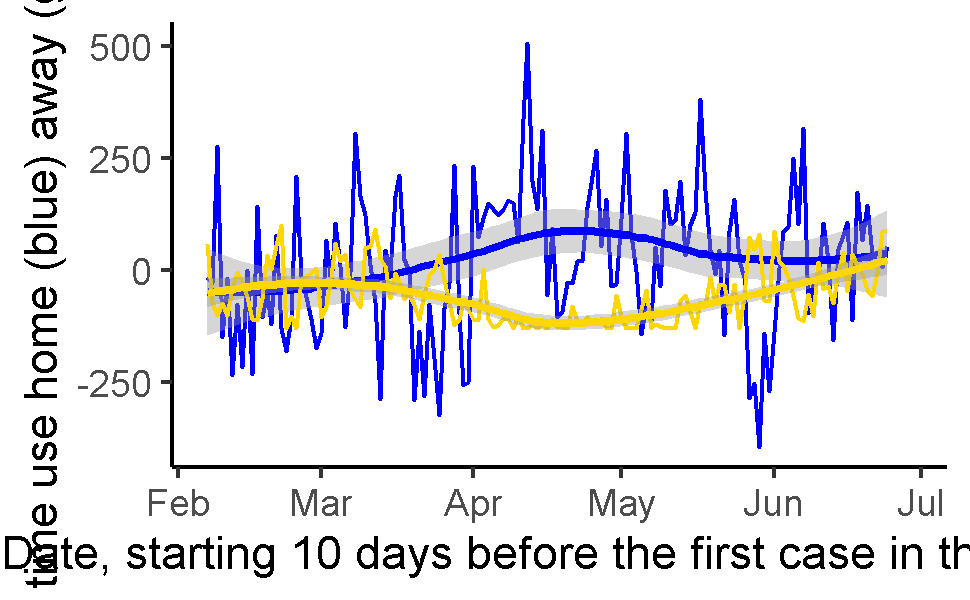 time use home (blue) away (
500
250
0
-250
Feb Mar Apr May Jun Jul
Date, starting 10 days before the first case in th